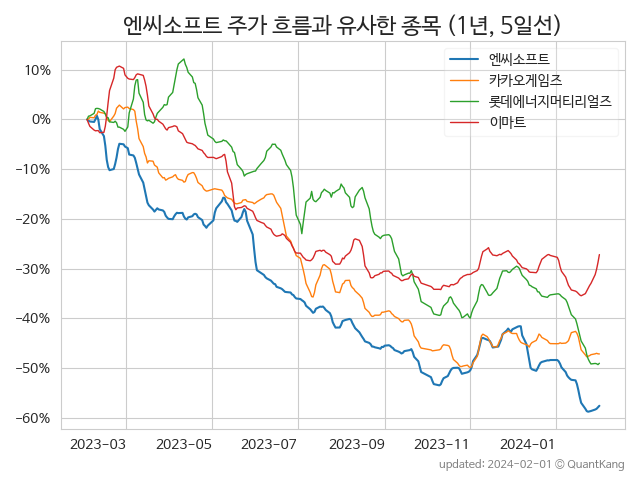 엔씨소프트 주가 흐름과 유사한 종목 (1년, 5일선)
엔씨소프트
카카오게임즈
롯데에너지머티리얼즈
이마트
10%
0%
−10%
−20%
−30%
−40%
−50%
−60%
2023−03
2023−05
2023−07
2023−09
2023−11
2024−01
updated: 2024-02-01 © QuantKang